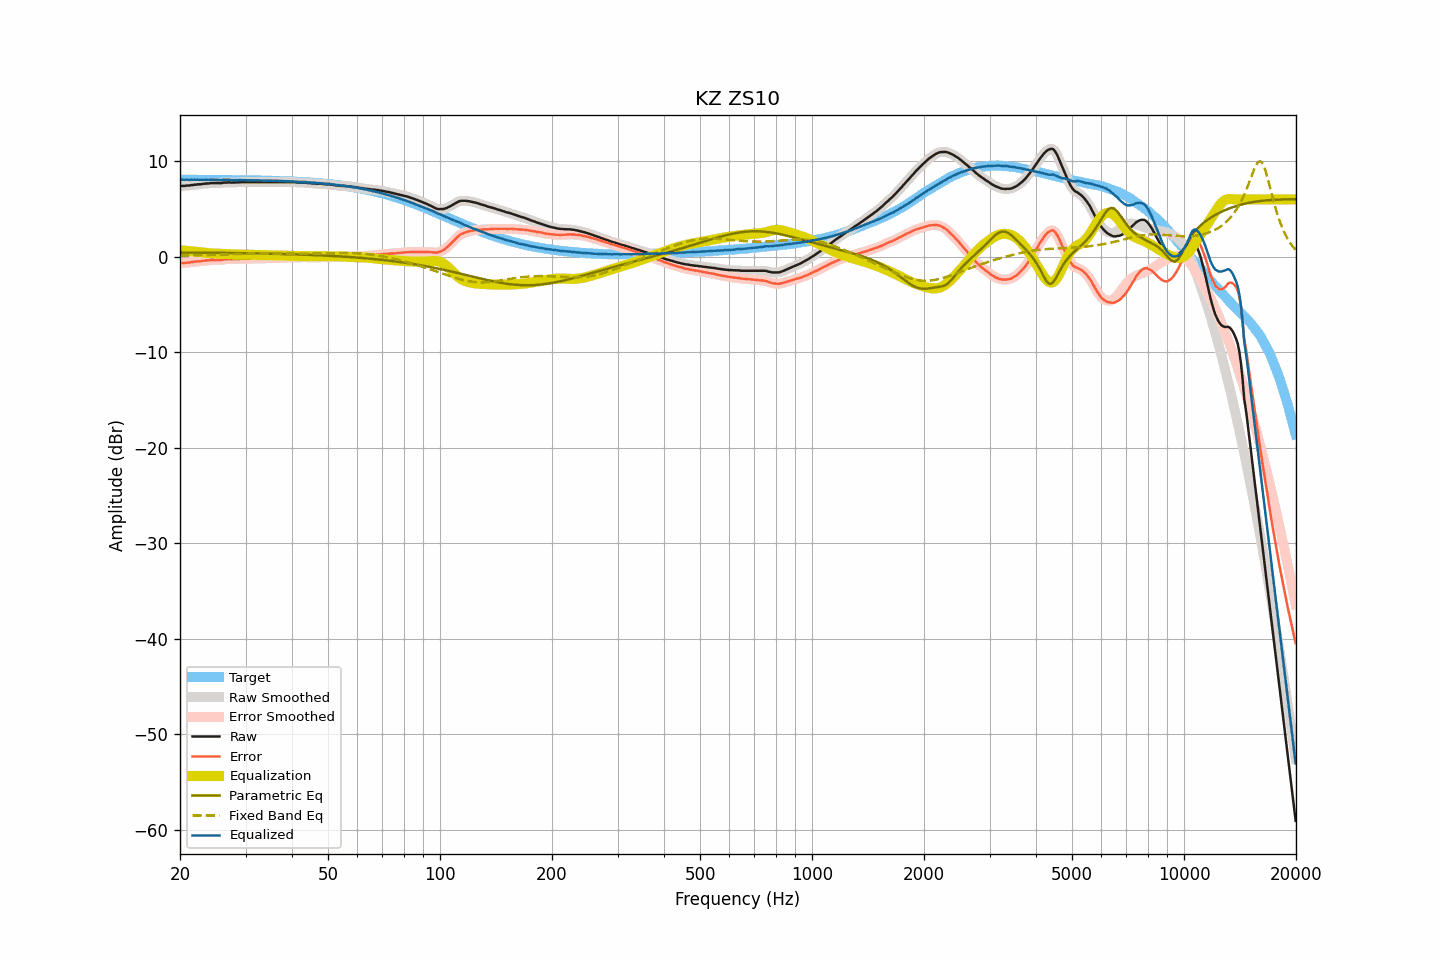 KZ ZS10
Amplitude (dBr)
10
0
−10
−20
−30
−40
−50
−60
Target
Raw Smoothed
Error Smoothed
Raw
Error
Equalization
Parametric Eq
Fixed Band Eq
Equalized
20 50 100 200 500 1000 2000 5000 10000 20000
Frequency (Hz)